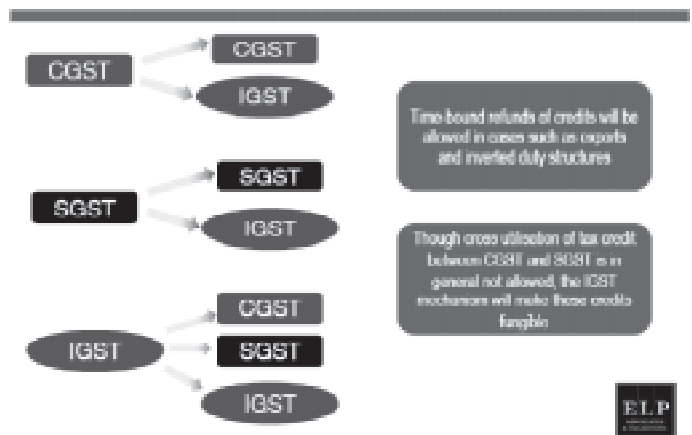 CGST
CGST
IGST
SGST
SGST
IGST
IGST
CGST
SGST
IGST
Time-bound refunds of credits will be
allowed in cases such as exports
and inverted duty structures
Though cross utilisation of tax credit
between CGST and SGST is in
general not allowed, the IGST
mechanism will make these credits
fungible
ELP